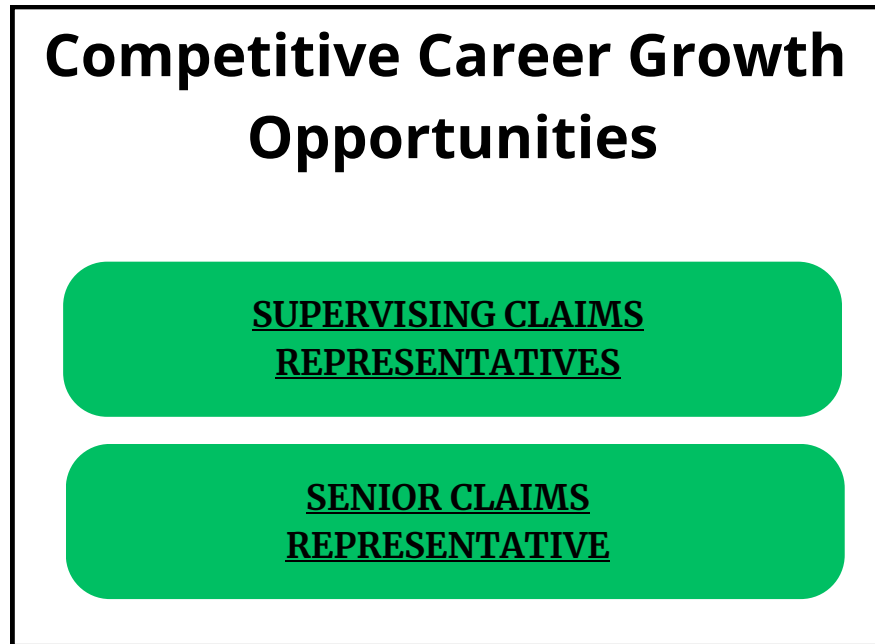 Competitive Career Growth
Opportunities
SUPERVISING CLAIMS
REPRESENTATIVES
SENIOR CLAIMS
REPRESENTATIVE